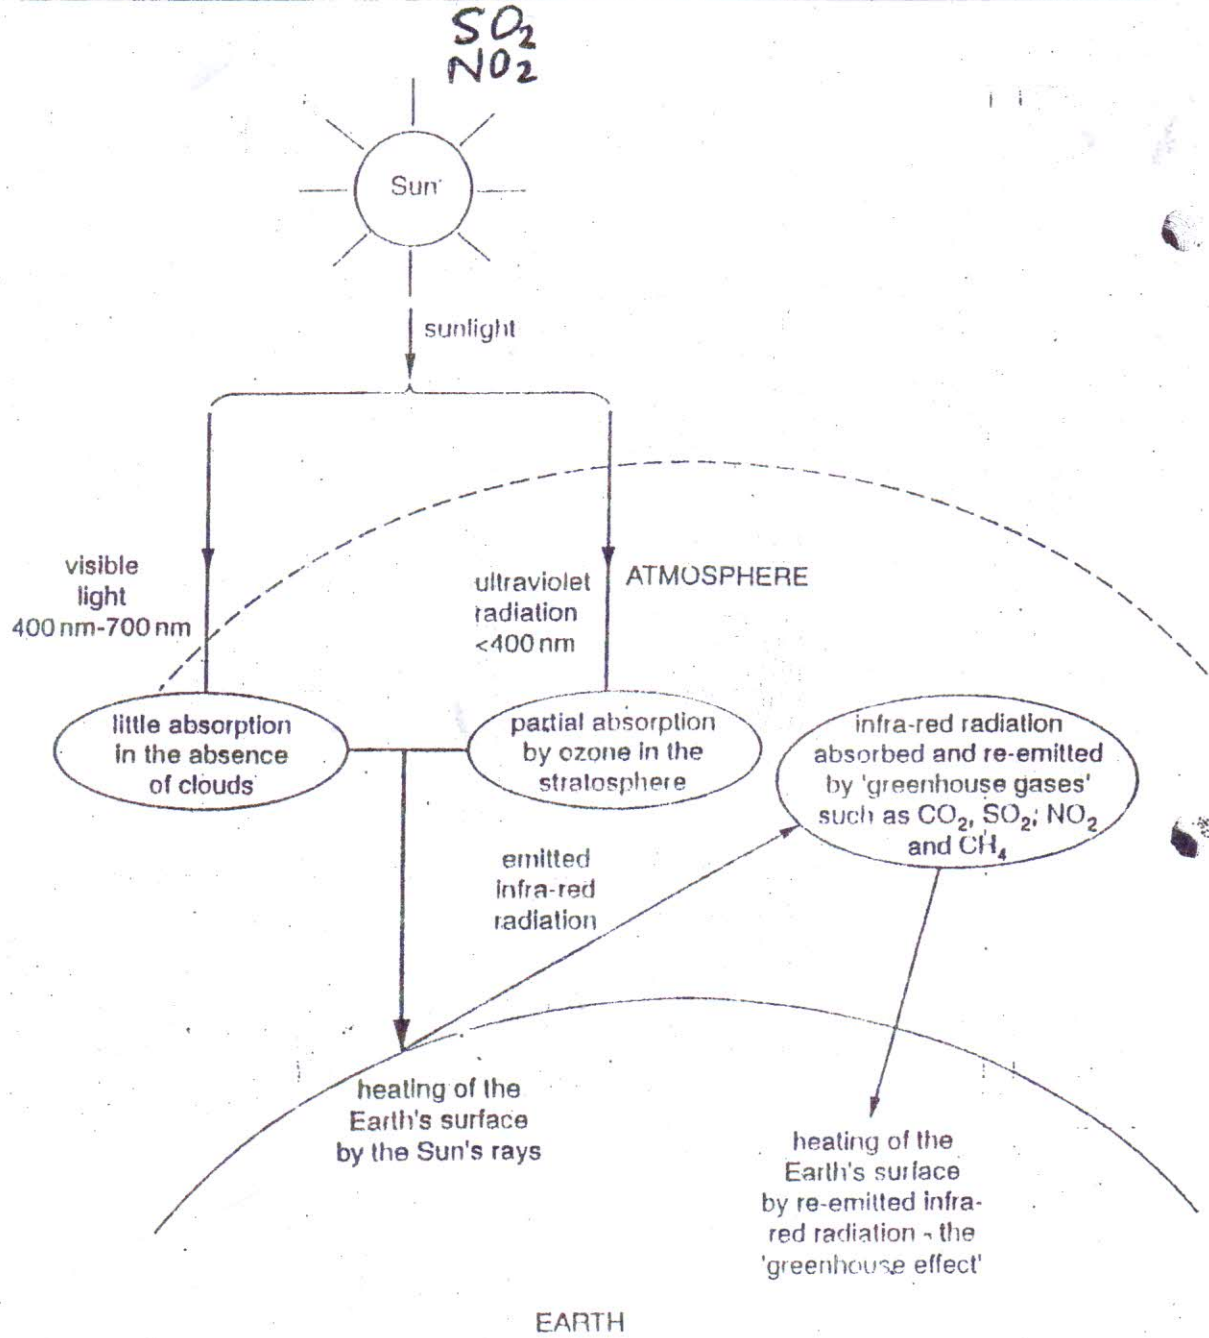 SO₂
NO₂
Sun
sunlight
visible
light
400 nm-700 nm
ultraviolet
radiation
<400 nm
ATMOSPHERE
little absorption
in the absence
of clouds
partial absorption
by ozone in the
stratosphere
infra-red radiation
absorbed and re-emitted
by 'greenhouse gases'
such as CO₂, SO₂; NO₂
and CH₄
emitted
infra-red
radiation
heating of the
Earth's surface
by the Sun's rays
heating of the
Earth's surface
by re-emitted infra-
red radiation - the
'greenhouse effect'
EARTH